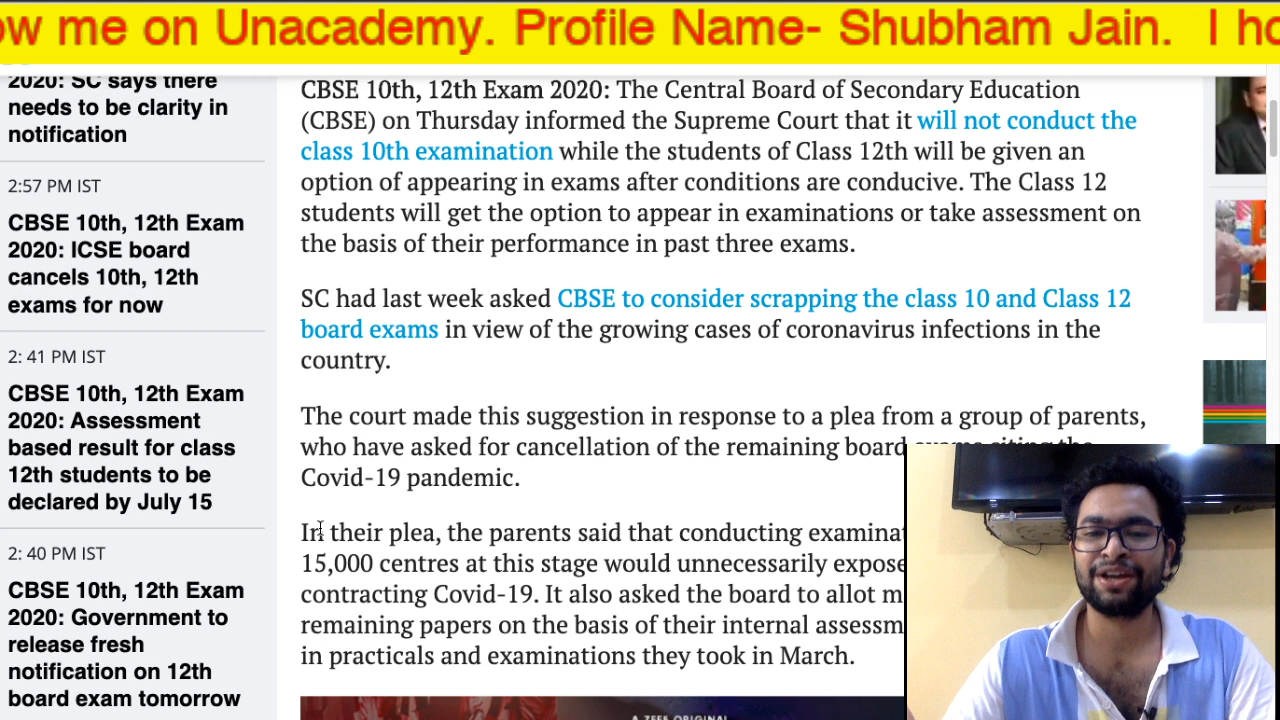 ow me on Unacademy. Profile Name- Shubham Jain. I ho
2020: SC says there
needs to be clarity in
notification
2:57 PM IST
CBSE 10th, 12th Exam
2020: ICSE board
cancels 10th, 12th
exams for now
2: 41 PM IST
CBSE 10th, 12th Exam
2020: Assessment
based result for class
12th students to be
declared by July 15
2: 40 PM IST
CBSE 10th, 12th Exam
2020: Government to
release fresh
notification on 12th
board exam tomorrow
CBSE 10th, 12th Exam 2020: The Central Board of Secondary Education
(CBSE) on Thursday informed the Supreme Court that it will not conduct the
class 10th examination while the students of Class 12th will be given an
option of appearing in exams after conditions are conducive. The Class 12
students will get the option to appear in examinations or take assessment on
the basis of their performance in past three exams.
SC had last week asked CBSE to consider scrapping the class 10 and Class 12
board exams in view of the growing cases of coronavirus infections in the
country.
The court made this suggestion in response to a plea from a group of parents,
who have asked for cancellation of the remaining board exams citing the
Covid-19 pandemic.
In their plea, the parents said that conducting examinat
15,000 centres at this stage would unnecessarily expose
contracting Covid-19. It also asked the board to allot m
remaining papers on the basis of their internal assessm
in practicals and examinations they took in March.
A ZEE5 ORIGINAL